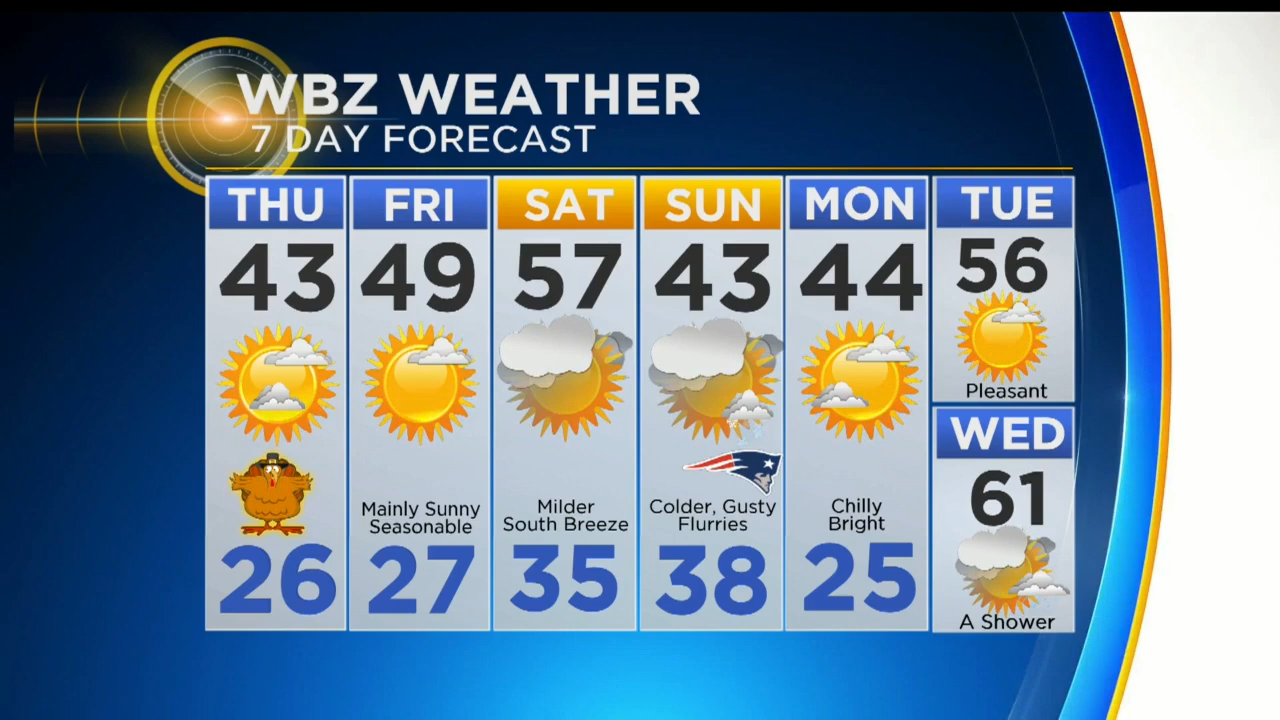 WBZ WEATHER
7 DAY FORECAST
THU
43
26
FRI
49
Mainly Sunny
Seasonable
27
SAT
57
Milder
South Breeze
35
SUN
43
Colder, Gusty
Flurries
38
MON
44
Chilly
Bright
25
TUE
56
Pleasant
WED
61
A Shower